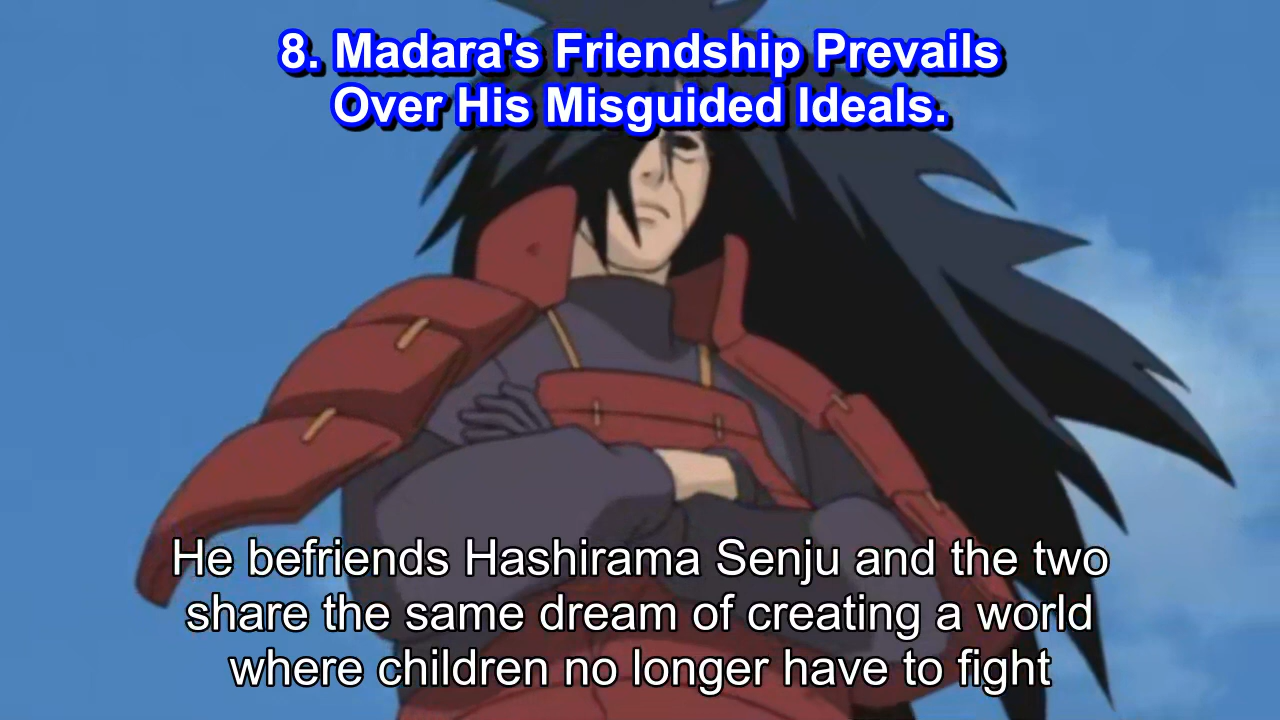 8. Madara's Friendship Prevails
Over His Misguided Ideals.
He befriends Hashirama Senju and the two
share the same dream of creating a world
where children no longer have to fight